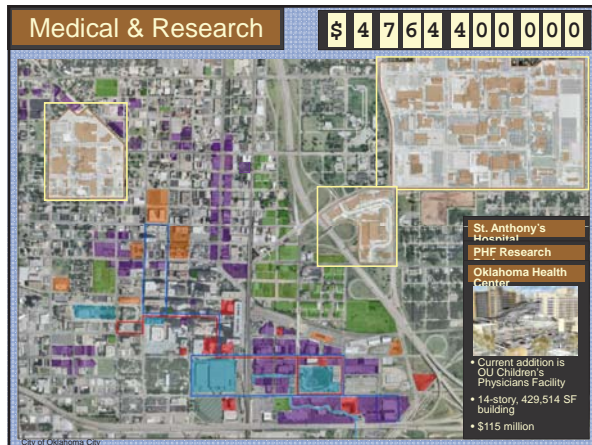 Medical & Research
$ 4 7 6 4 4 0 0 0 0 0
St. Anthony's
Hospital
PHF Research
Oklahoma Health
Center
• Current addition is
OU Children's
Physicians Facility
• 14-story, 429,514 SF
building
• $115 million
City of Oklahoma City